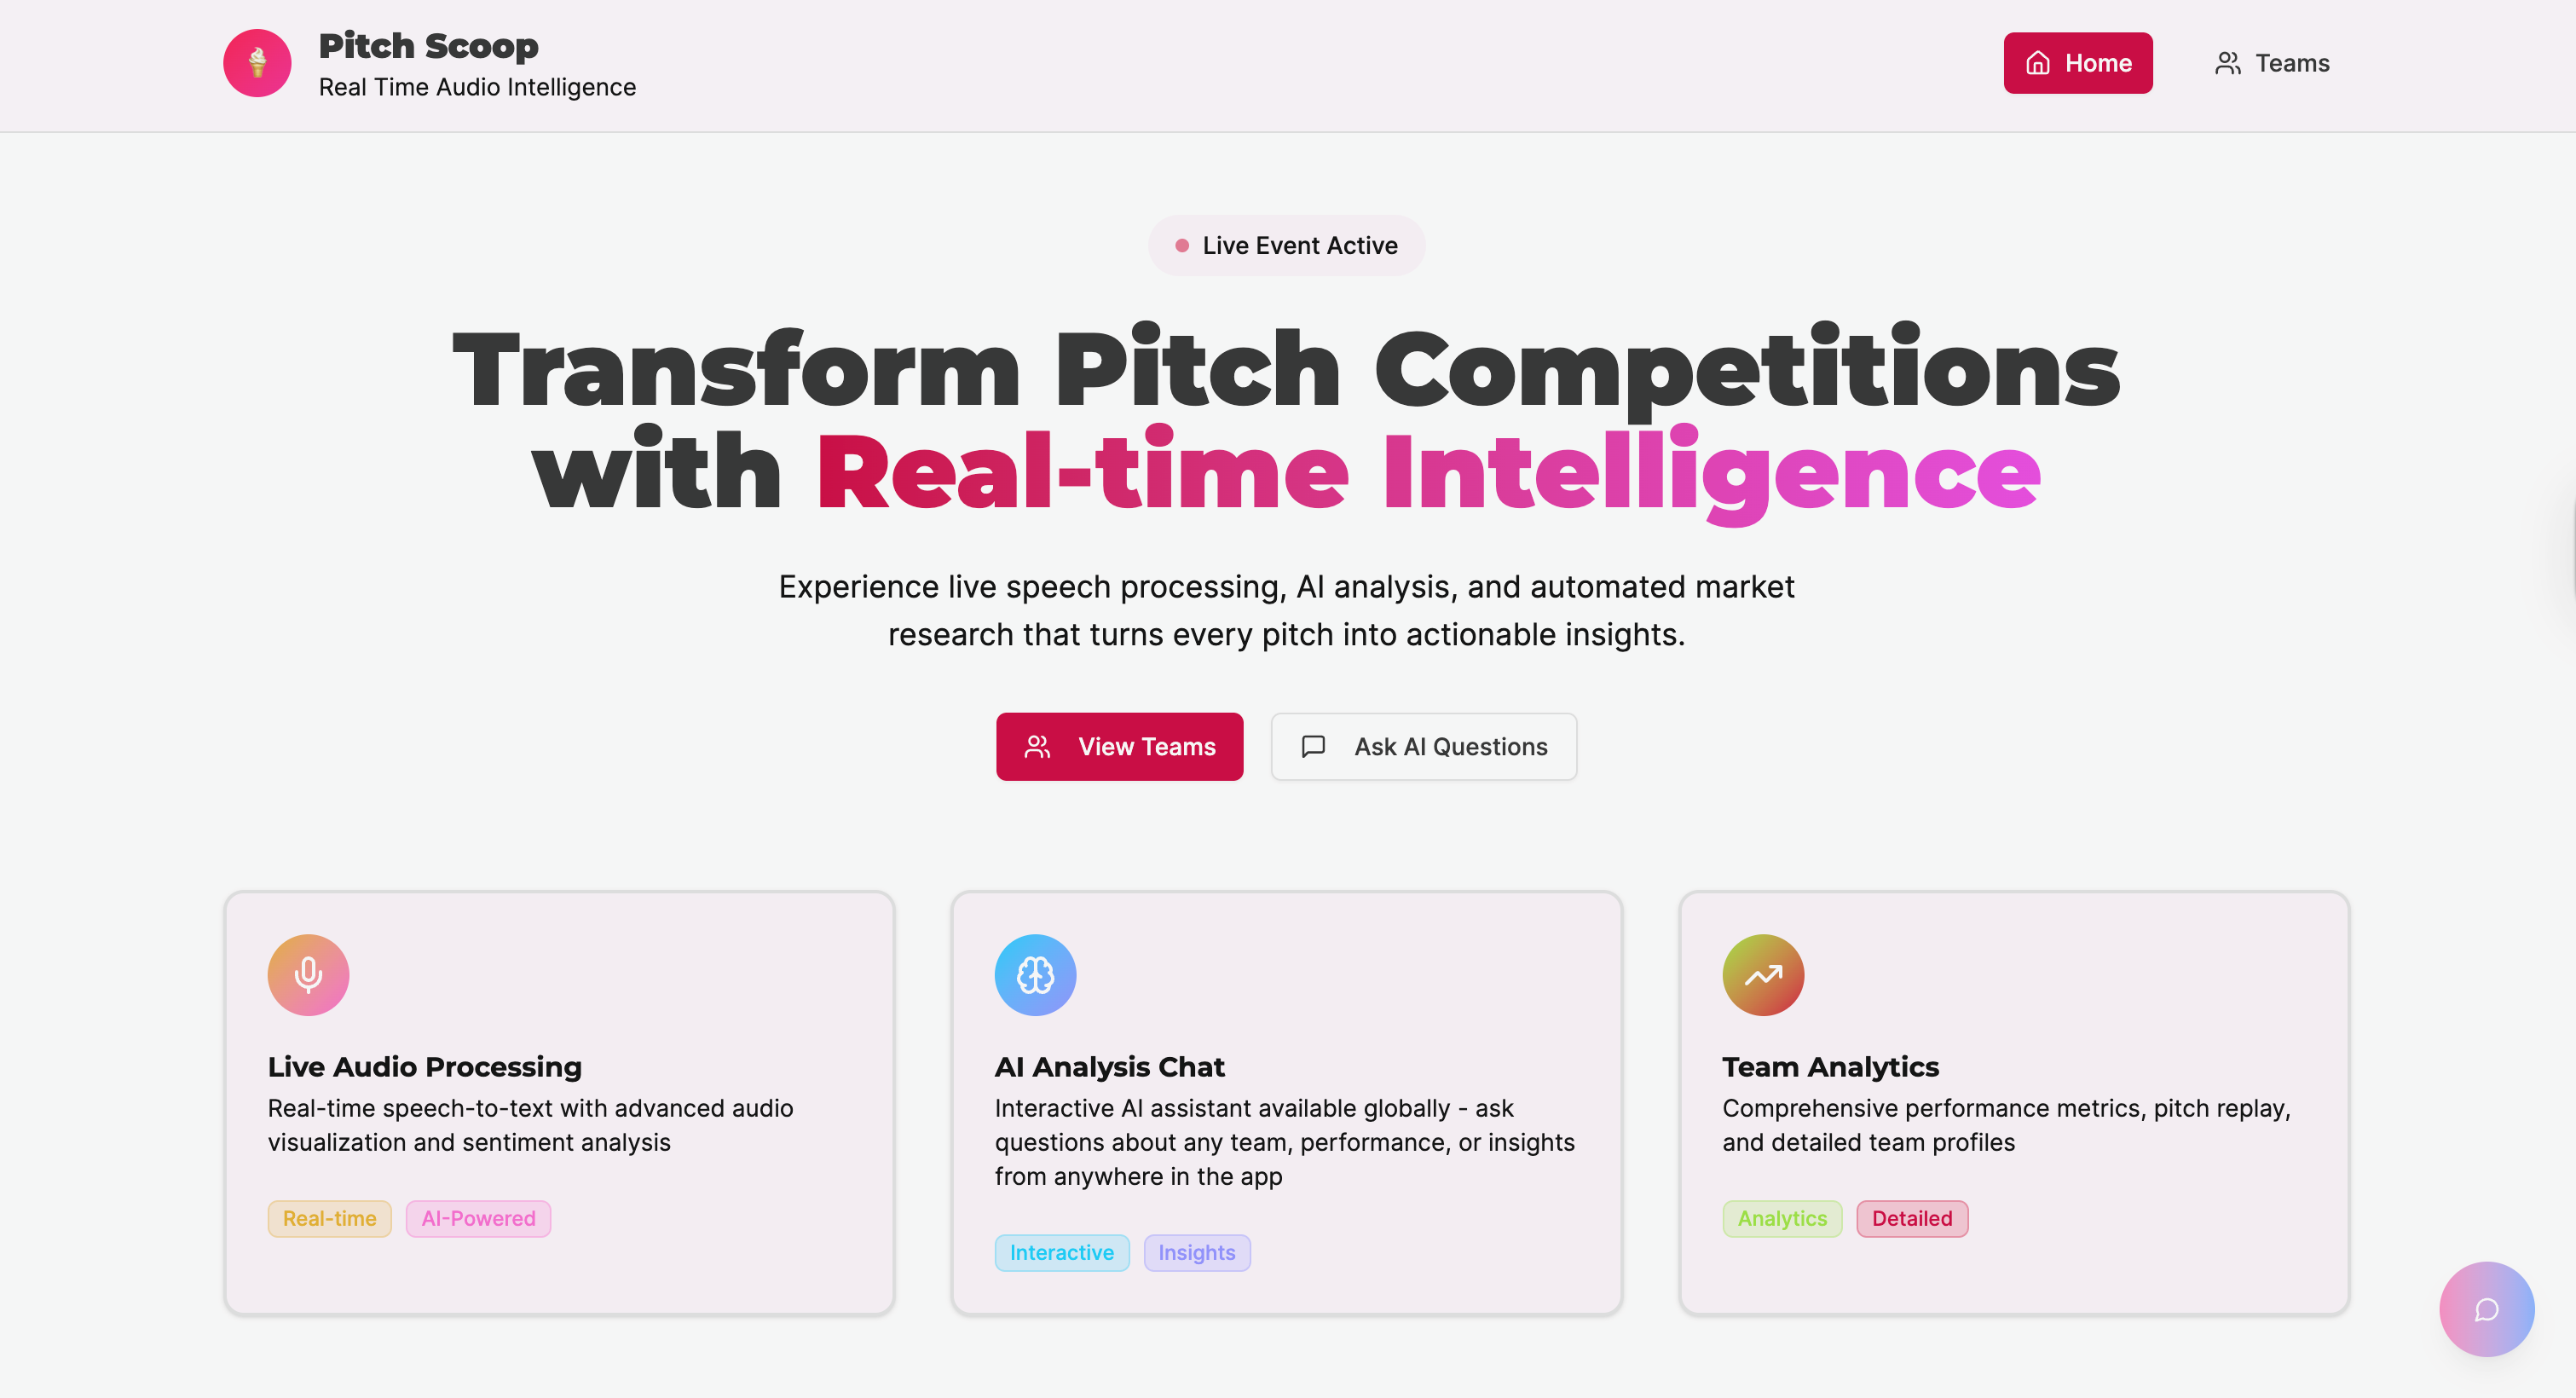 Pitch Scoop
Real Time Audio Intelligence
Home
Teams
Live Event Active
Transform Pitch Competitions
with Real-time Intelligence
Experience live speech processing, AI analysis, and automated market
research that turns every pitch into actionable insights.
View Teams
Ask AI Questions
Live Audio Processing
Real-time speech-to-text with advanced audio
visualization and sentiment analysis
Real-time
AI-Powered
AI Analysis Chat
Interactive AI assistant available globally - ask
questions about any team, performance, or insights
from anywhere in the app
Interactive
Insights
Team Analytics
Comprehensive performance metrics, pitch replay,
and detailed team profiles
Analytics
Detailed